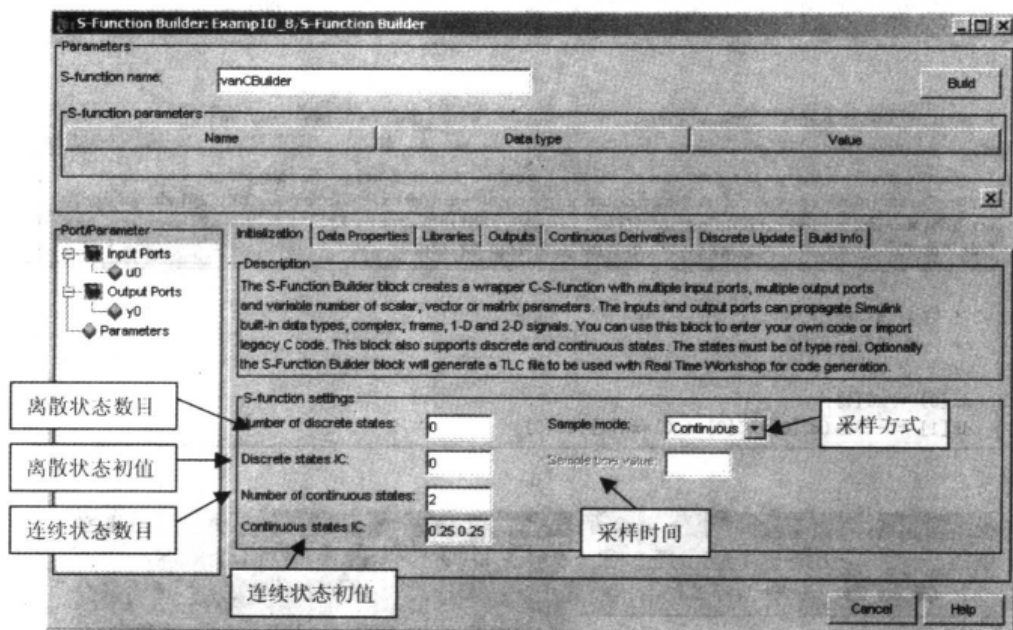 S-Function Builder: Examp10_8/S-Function Builder
Parameters
S-function name:
vanCBuilder
Build
S-function parameters
Name
Data type
Value
Port/Parameter
Input Ports
u0
Output Ports
y0
Parameters
Initialization
Data Properties
Libraries
Outputs
Continuous Derivatives
Discrete Update
Build Info
Description
The S-Function Builder block creates a wrapper C-S-function with multiple input ports, multiple output ports
and variable number of scalar, vector or matrix parameters. The inputs and output ports can propagate Simulink
built-in data types, complex, frame, 1-D and 2-D signals. You can use this block to enter your own code or import
legacy C code. This block also supports discrete and continuous states. The states must be of type real. Optionally
the S-Function Builder block will generate a TLC file to be used with Real Time Workshop for code generation.
S-function settings
离散状态数目
Number of discrete states:
0
Sample mode:
Continuous
采样方式
离散状态初值
Discrete states IC:
0
Sample time value:
连续状态数目
Number of continuous states:
2
采样时间
Continuous states IC:
0.25 0.25
连续状态初值
Cancel
Help